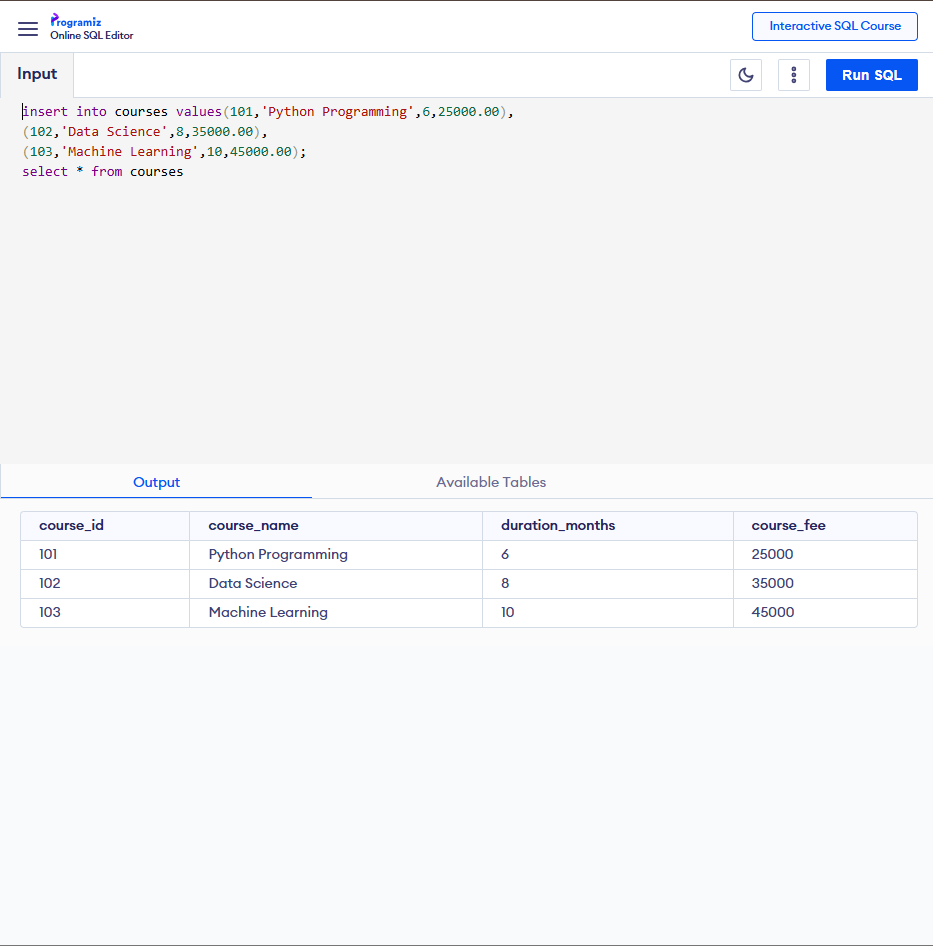 Programiz
Online SQL Editor
Interactive SQL Course
Input
Run SQL
insert into courses values(101,'Python Programming',6,25000.00),
(102,'Data Science',8,35000.00),
(103,'Machine Learning',10,45000.00);
select * from courses
Output Available Tables
course_id course_name duration_months course_fee
101 Python Programming 6 25000
102 Data Science 8 35000
103 Machine Learning 10 45000